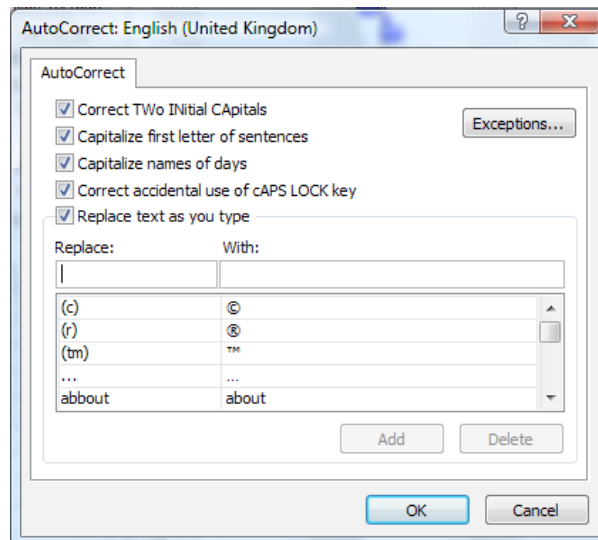 AutoCorrect: English (United Kingdom)
AutoCorrect
Correct TWo INitial CApitals
Exceptions...
Capitalize first letter of sentences
Capitalize names of days
Correct accidental use of cAPS LOCK key
Replace text as you type
Replace: With:
(c) ©
(r) ®
(tm) ™
... …
abbout about
Add Delete
OK Cancel